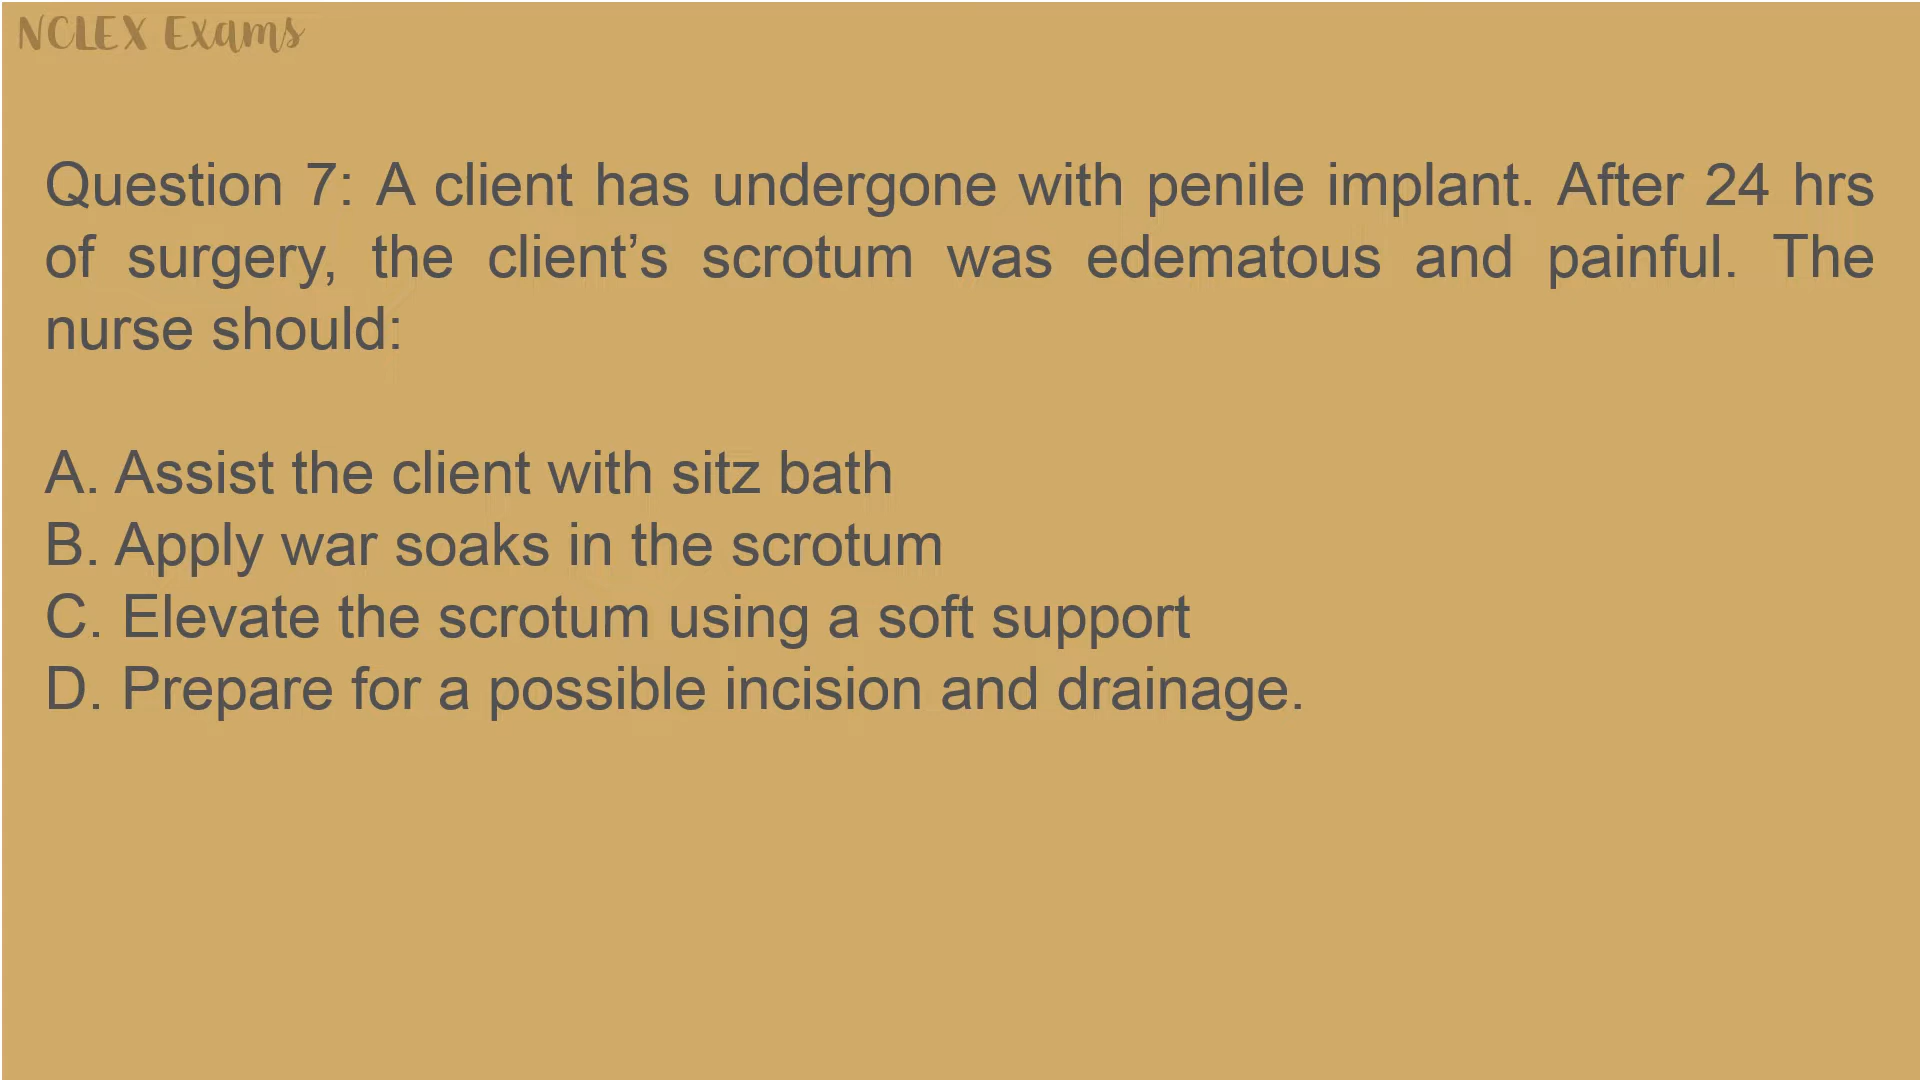 NCLEX Exams
Question 7: A client has undergone with penile implant. After 24 hrs
of surgery, the client’s scrotum was edematous and painful. The
nurse should:
A. Assist the client with sitz bath
B. Apply war soaks in the scrotum
C. Elevate the scrotum using a soft support
D. Prepare for a possible incision and drainage.